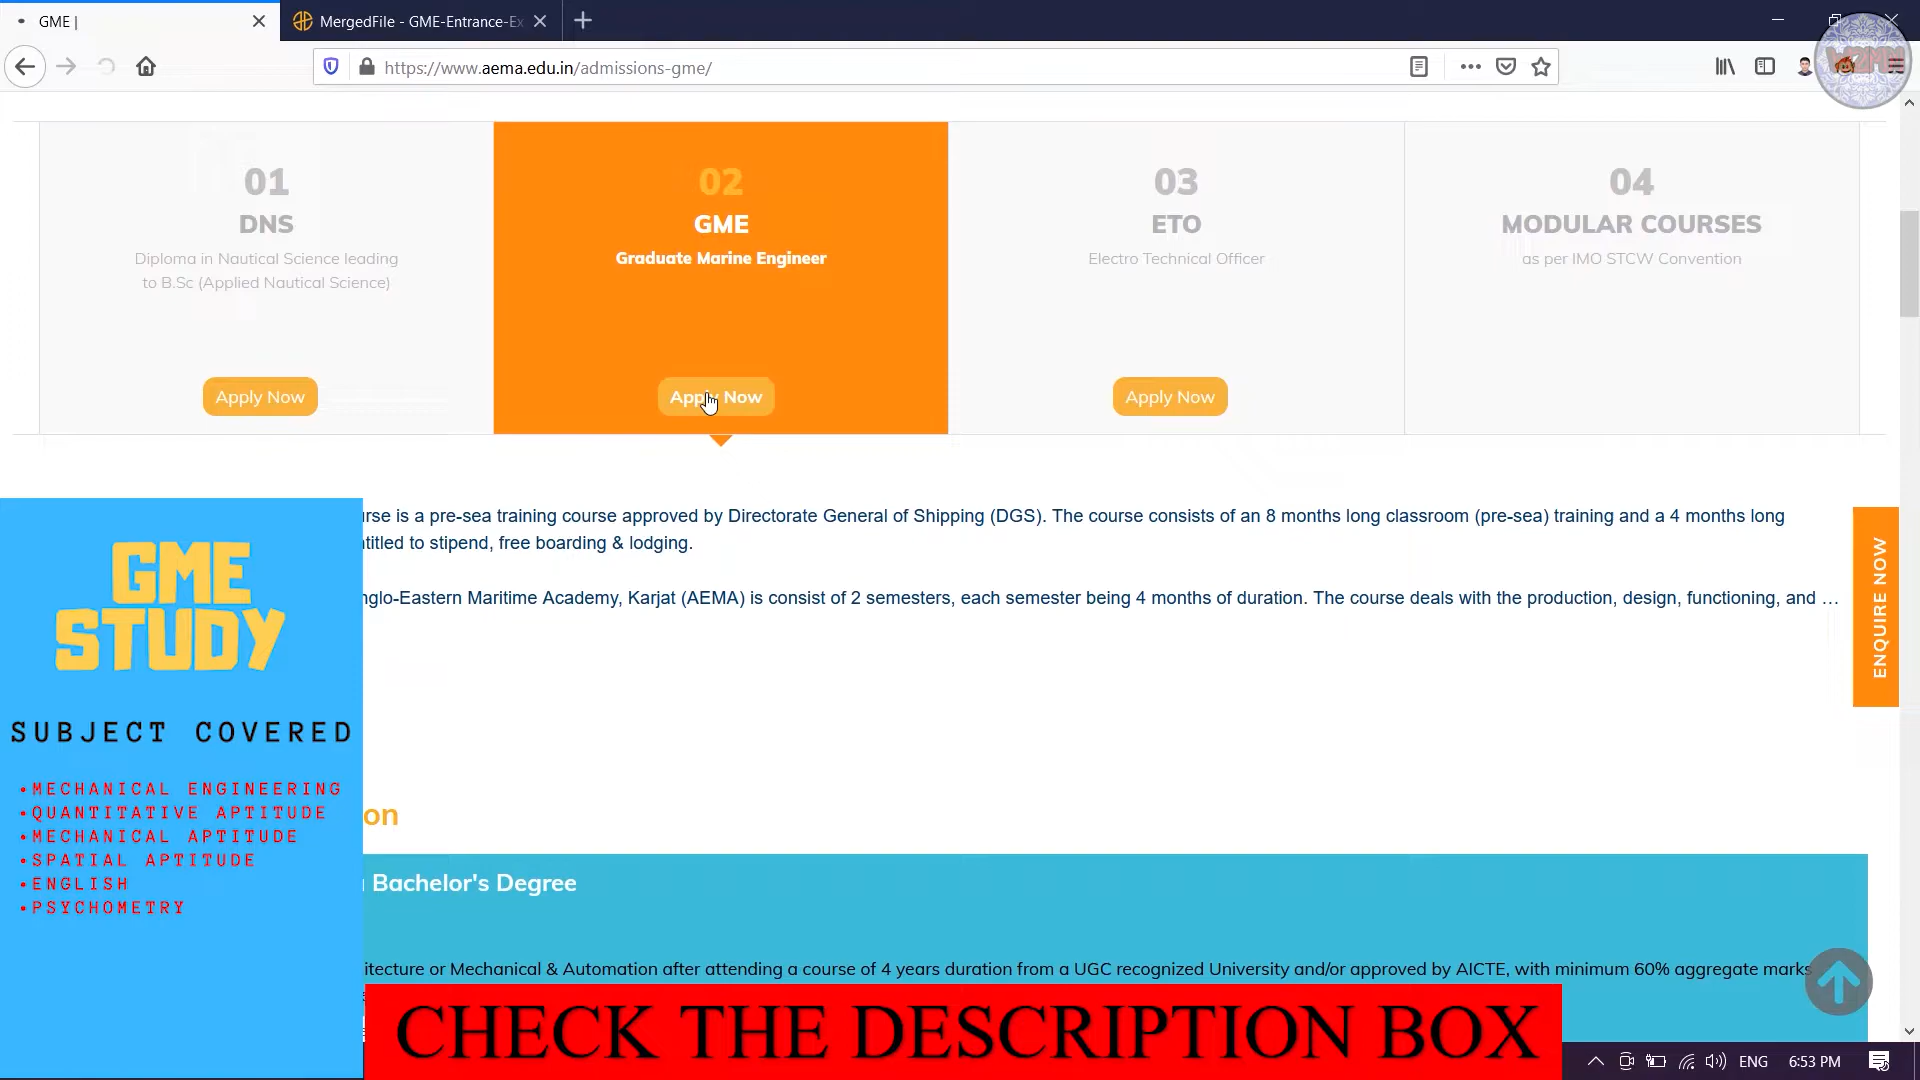 GME |
MergedFile - GME-Entrance-Ex
https://www.aema.edu.in/admissions-gme/
01
DNS
Diploma in Nautical Science leading
to B.Sc (Applied Nautical Science)
Apply Now
02
GME
Graduate Marine Engineer
Apply Now
03
ETO
Electro Technical Officer
Apply Now
04
MODULAR COURSES
as per IMO STCW Convention
rse is a pre-sea training course approved by Directorate General of Shipping (DGS). The course consists of an 8 months long classroom (pre-sea) training and a 4 months long
titled to stipend, free boarding & lodging.
nglo-Eastern Maritime Academy, Karjat (AEMA) is consist of 2 semesters, each semester being 4 months of duration. The course deals with the production, design, functioning, and …
ENQUIRE NOW
GME
STUDY
SUBJECT COVERED
•MECHANICAL ENGINEERING
•QUANTITATIVE APTITUDE
•MECHANICAL APTITUDE
•SPATIAL APTITUDE
•ENGLISH
•PSYCHOMETRY
on
Bachelor's Degree
itecture or Mechanical & Automation after attending a course of 4 years duration from a UGC recognized University and/or approved by AICTE, with minimum 60% aggregate marks
CHECK THE DESCRIPTION BOX
ENG
6:53 PM